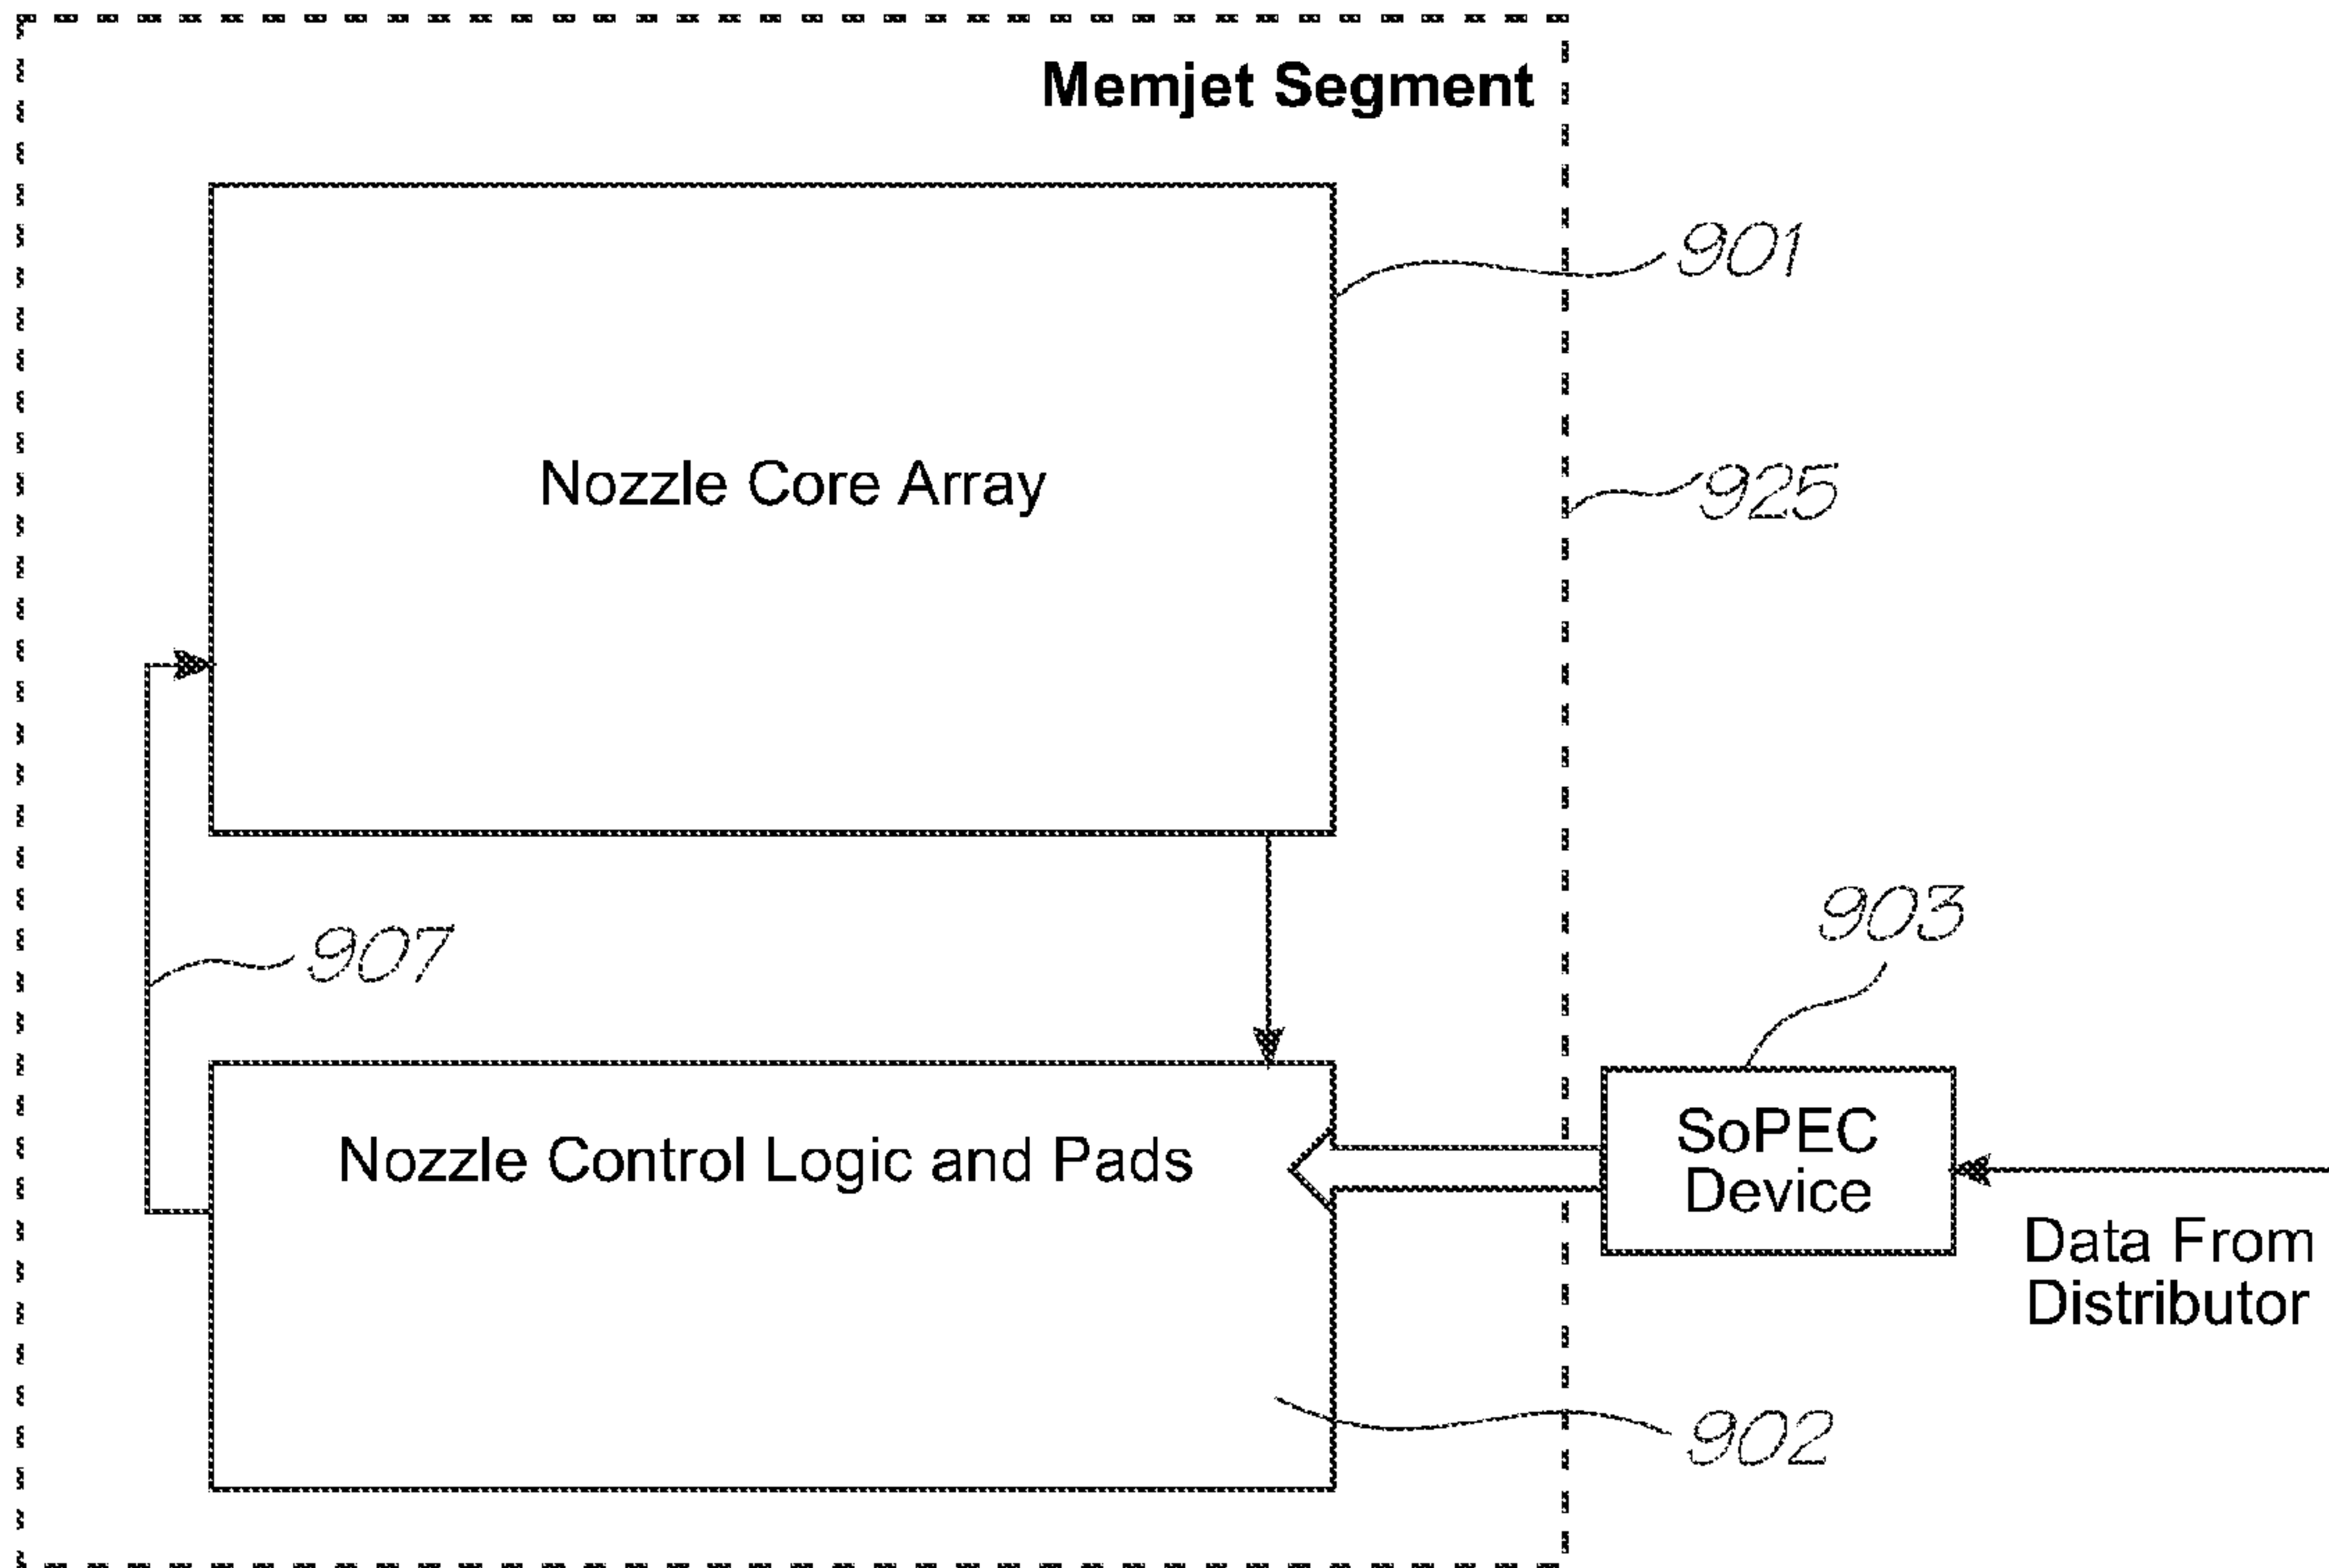 Memjet Segment
901
Nozzle Core Array
925
903
907
Nozzle Control Logic and Pads
SoPEC
Device
Data From
Distributor
902